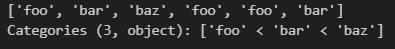 ['foo', 'bar', 'baz', 'foo', 'foo', 'bar']
Categories (3, object): ['foo' < 'bar' < 'baz']